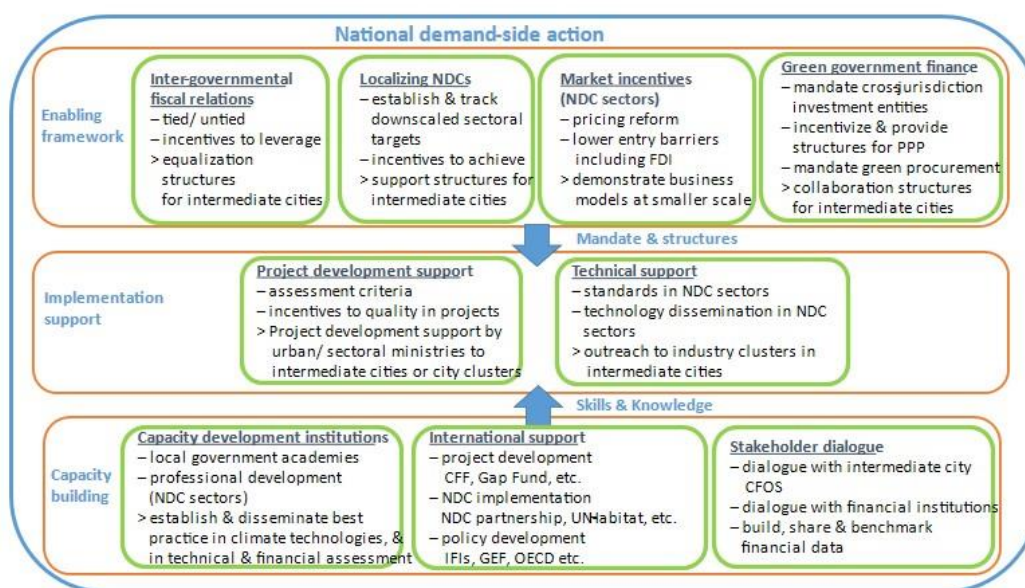 National demand-side action
Enabling
framework
Inter-governmental
fiscal relations
– tied/ untied
– incentives to leverage
> equalization
structures
for intermediate cities
Localizing NDCs
– establish & track
downscaled sectoral
targets
– incentives to achieve
> support structures for
intermediate cities
Market incentives
(NDC sectors)
– pricing reform
– lower entry barriers
including FDI
> demonstrate business
models at smaller scale
Green government finance
– mandate cross-jurisdiction
investment entities
– incentivize & provide
structures for PPP
– mandate green procurement
> collaboration structures
for intermediate cities
Mandate & structures
Implementation
support
Project development support
– assessment criteria
– incentives to quality in projects
> Project development support by
urban/ sectoral ministries to
intermediate cities or city clusters
Technical support
– standards in NDC sectors
– technology dissemination in NDC
sectors
> outreach to industry clusters in
intermediate cities
Skills & Knowledge
Capacity
building
Capacity development institutions
– local government academies
– professional development
(NDC sectors)
> establish & disseminate best
practice in climate technologies, &
in technical & financial assessment
International support
– project development
CFF, Gap Fund, etc.
– NDC implementation
NDC partnership, UN-Habitat, etc.
– policy development
IFIs, GEF, OECD etc.
Stakeholder dialogue
– dialogue with intermediate city
CFOS
– dialogue with financial institutions
– build, share & benchmark
financial data